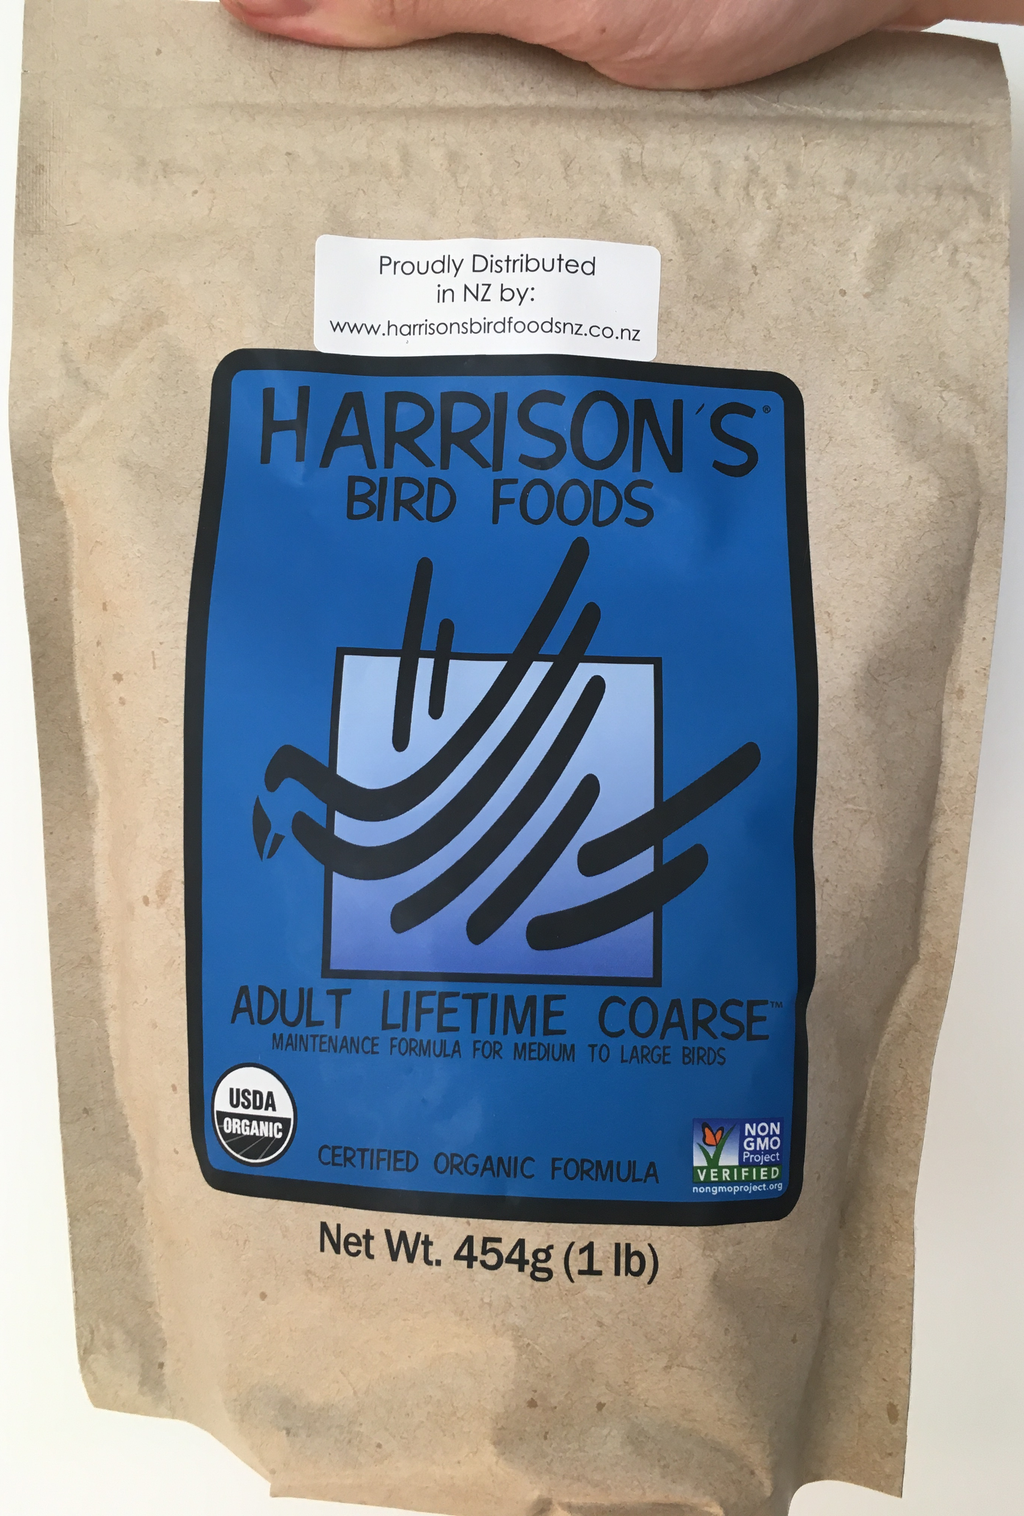 Proudly Distributed
in NZ by:
www.harrisonsbirdfoodsnz.co.nz
HARRISON'S®
BIRD FOODS
ADULT LIFETIME COARSE™
MAINTENANCE FORMULA FOR MEDIUM TO LARGE BIRDS
USDA
ORGANIC
CERTIFIED ORGANIC FORMULA
NON
GMO
Project
VERIFIED
nongmoproject.org
Net Wt. 454g (1 lb)